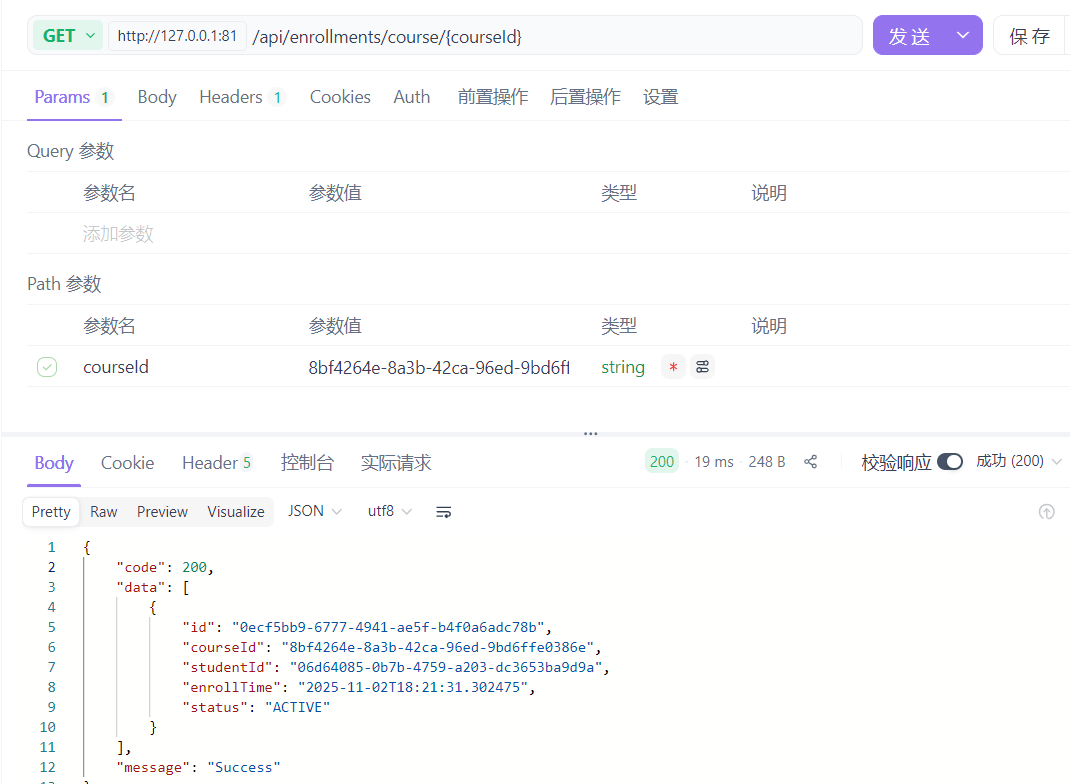 GET http://127.0.0.1:81 /api/enrollments/course/{courseId} 发送 保存
Params 1 Body Headers 1 Cookies Auth 前置操作 后置操作 设置
Query 参数
参数名 参数值 类型 说明
添加参数
Path 参数
参数名 参数值 类型 说明
courseId 8bf4264e-8a3b-42ca-96ed-9bd6ff string *
Body Cookie Header 5 控制台 实际请求 200 · 19 ms · 248 B 校验响应 成功 (200)
Pretty Raw Preview Visualize JSON utf8
1 {
2 "code": 200,
3 "data": [
4 {
5 "id": "0ecf5bb9-6777-4941-ae5f-b4f0a6adc78b",
6 "courseId": "8bf4264e-8a3b-42ca-96ed-9bd6ffe0386e",
7 "studentId": "06d64085-0b7b-4759-a203-dc3653ba9d9a",
8 "enrollTime": "2025-11-02T18:21:31.302475",
9 "status": "ACTIVE"
10 }
11 ],
12 "message": "Success"